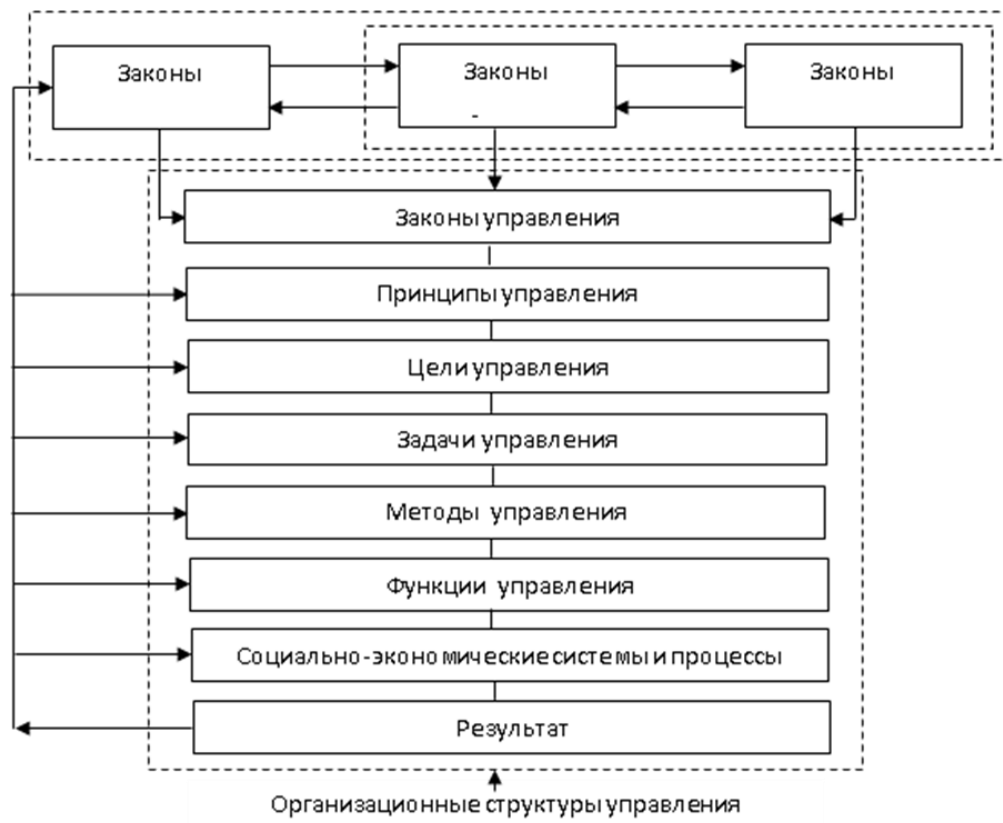 Законы
Законы
Законы
-
Законы управления
Принципы управления
Цели управления
Задачи управления
Методы управления
Функции управления
Социально-экономические системы и процессы
Результат
Организационные структуры управления